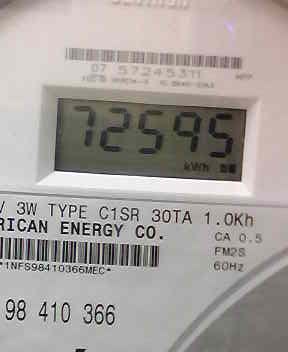 07 57245311
72595
kWh
V 3W TYPE C1SR 30TA 1.0Kh
RICAN ENERGY CO.
CA 0.5
FM2S
*1NFS98410366MEC*
60Hz
98 410 366